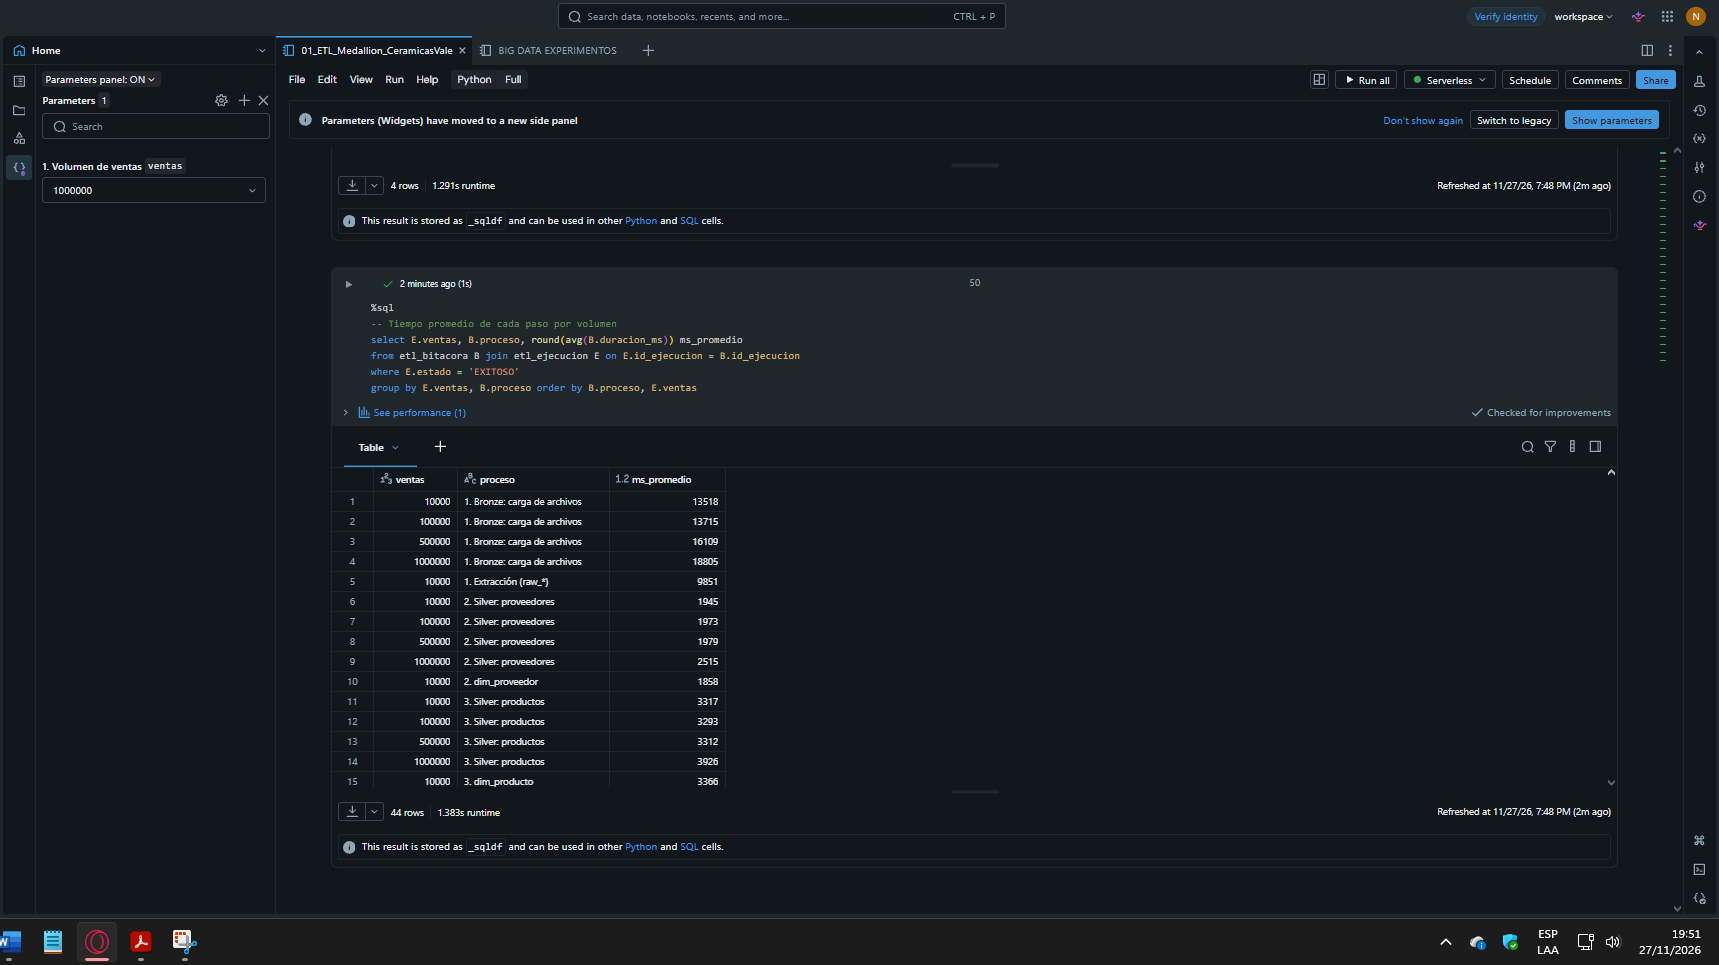 Search data, notebooks, recents, and more...
CTRL + P
Verify identity
workspace
N
Home
01_ETL_Medallion_CeramicasVale
BIG DATA EXPERIMENTOS
Parameters panel: ON
File Edit View Run Help Python Full
Run all
Serverless
Schedule
Comments
Share
Parameters 1
Search
Parameters (Widgets) have moved to a new side panel
Don't show again
Switch to legacy
Show parameters
1. Volumen de ventas ventas
1000000
4 rows 1.291s runtime
Refreshed at 11/27/26, 7:48 PM (2m ago)
This result is stored as _sqldf and can be used in other Python and SQL cells.
2 minutes ago (1s)
50
%sql
-- Tiempo promedio de cada paso por volumen
select E.ventas, B.proceso, round(avg(B.duracion_ms)) ms_promedio
from etl_bitacora B join etl_ejecucion E on E.id_ejecucion = B.id_ejecucion
where E.estado = 'EXITOSO'
group by E.ventas, B.proceso order by B.proceso, E.ventas
See performance (1)
Checked for improvements
Table
ventas proceso 1.2 ms_promedio
1 10000 1. Bronze: carga de archivos 13518
2 100000 1. Bronze: carga de archivos 13715
3 500000 1. Bronze: carga de archivos 16109
4 1000000 1. Bronze: carga de archivos 18805
5 10000 1. Extracción (raw_*) 9851
6 10000 2. Silver: proveedores 1945
7 100000 2. Silver: proveedores 1973
8 500000 2. Silver: proveedores 1979
9 1000000 2. Silver: proveedores 2515
10 10000 2. dim_proveedor 1858
11 10000 3. Silver: productos 3317
12 100000 3. Silver: productos 3293
13 500000 3. Silver: productos 3312
14 1000000 3. Silver: productos 3926
15 10000 3. dim_producto 3366
44 rows 1.383s runtime
Refreshed at 11/27/26, 7:48 PM (2m ago)
This result is stored as _sqldf and can be used in other Python and SQL cells.
ESP
LAA
19:51
27/11/2026